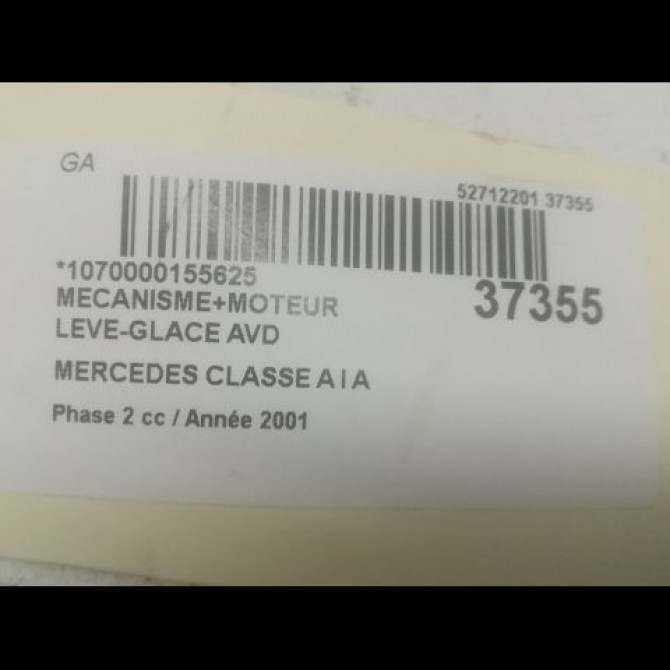 GA
52712201 37355
*1070000155625
37355
MECANISME+MOTEUR
LEVE-GLACE AVD
MERCEDES CLASSE A I A
Phase 2 cc / Année 2001